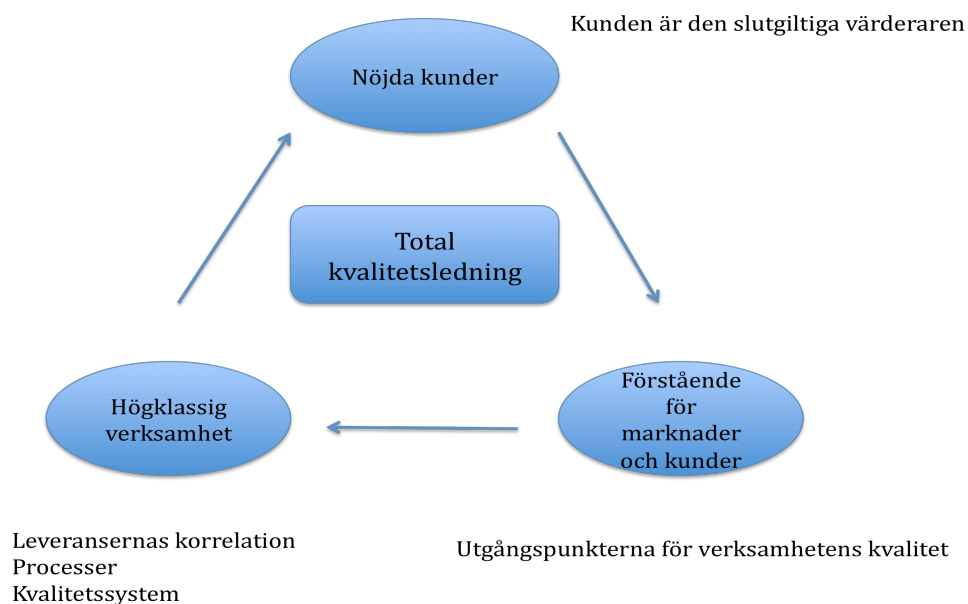 Kunden är den slutgiltiga värderaren
Nöjda kunder
Total
kvalitetsledning
Högklassig
verksamhet
Förstående
för
marknader
och kunder
Leveransernas korrelation
Processer
Kvalitetssystem
Utgångspunkterna för verksamhetens kvalitet